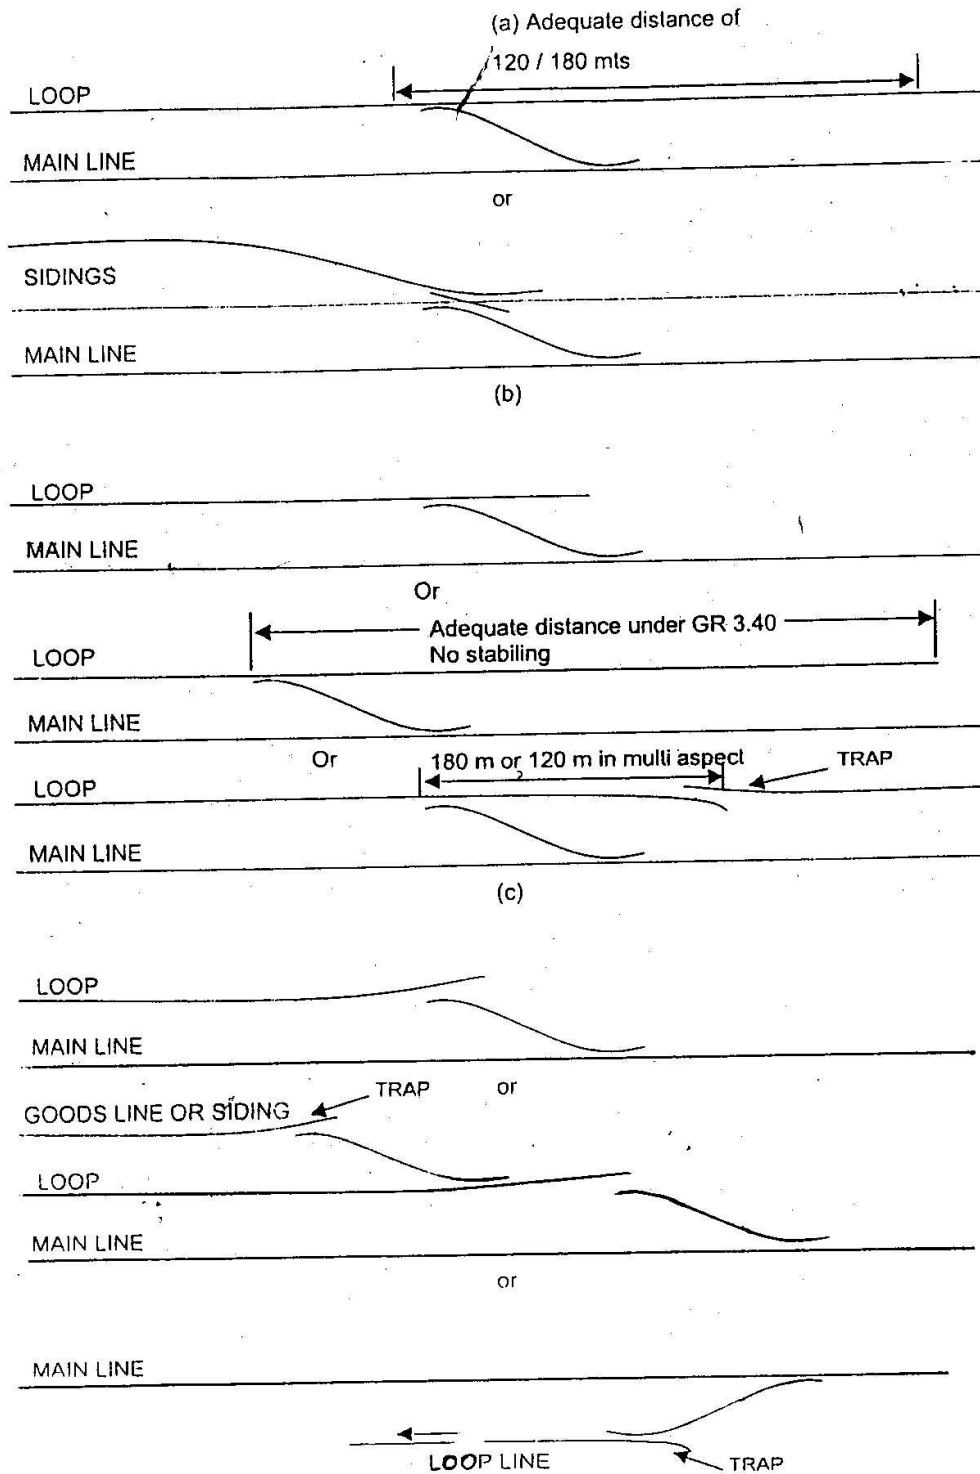 (a) Adequate distance of
120 / 180 mts
LOOP
MAIN LINE
or
SIDINGS
MAIN LINE
(b)
LOOP
MAIN LINE
Or
Adequate distance under GR 3.40
No stabiling
LOOP
MAIN LINE
Or
180 m or 120 m in multi aspect
TRAP
LOOP
MAIN LINE
(c)
LOOP
MAIN LINE
or
TRAP
GOODS LINE OR SIDING
LOOP
MAIN LINE
or
MAIN LINE
LOOP LINE
TRAP